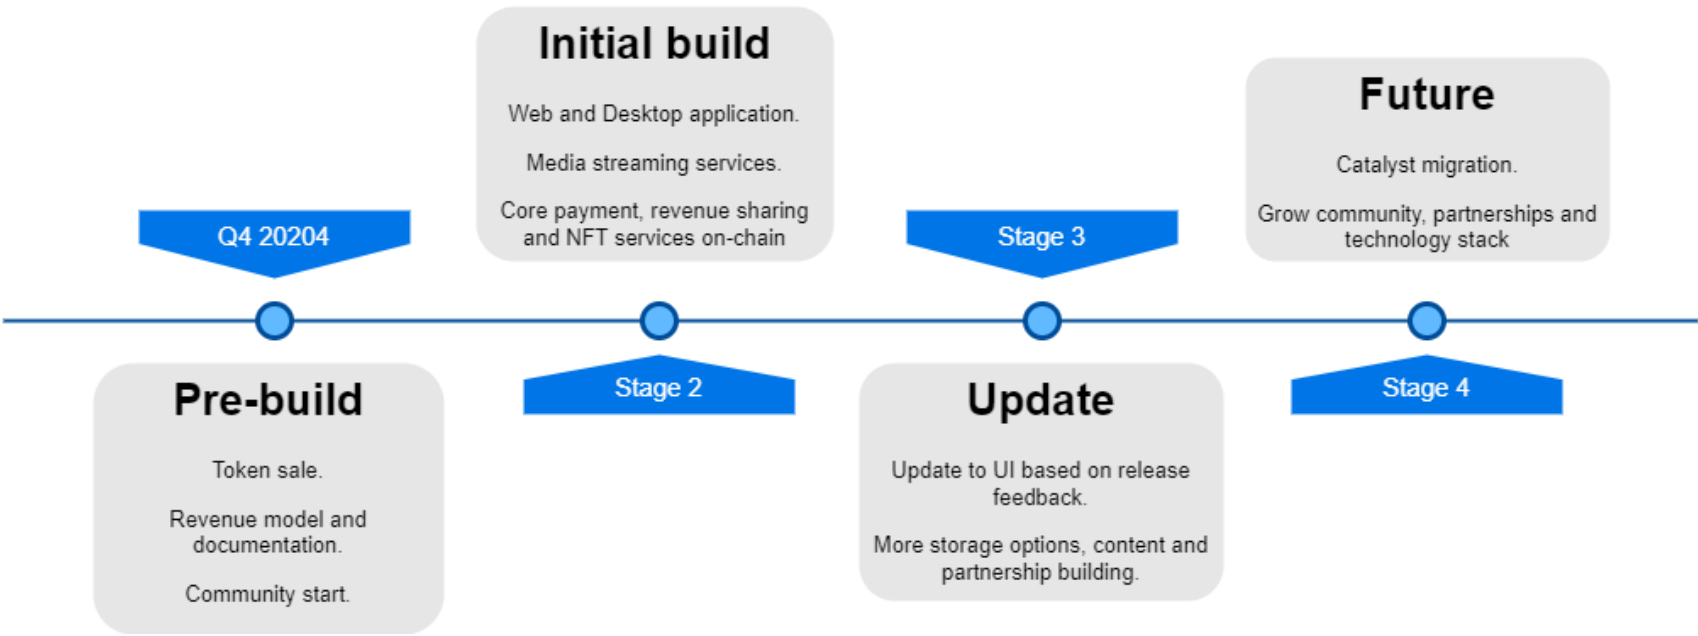 Q4 20204
Pre-build
Token sale.
Revenue model and
documentation.
Community start.
Initial build
Web and Desktop application.
Media streaming services.
Core payment, revenue sharing
and NFT services on-chain
Stage 2
Stage 3
Update
Update to UI based on release
feedback.
More storage options, content and
partnership building.
Future
Catalyst migration.
Grow community, partnerships and
technology stack
Stage 4